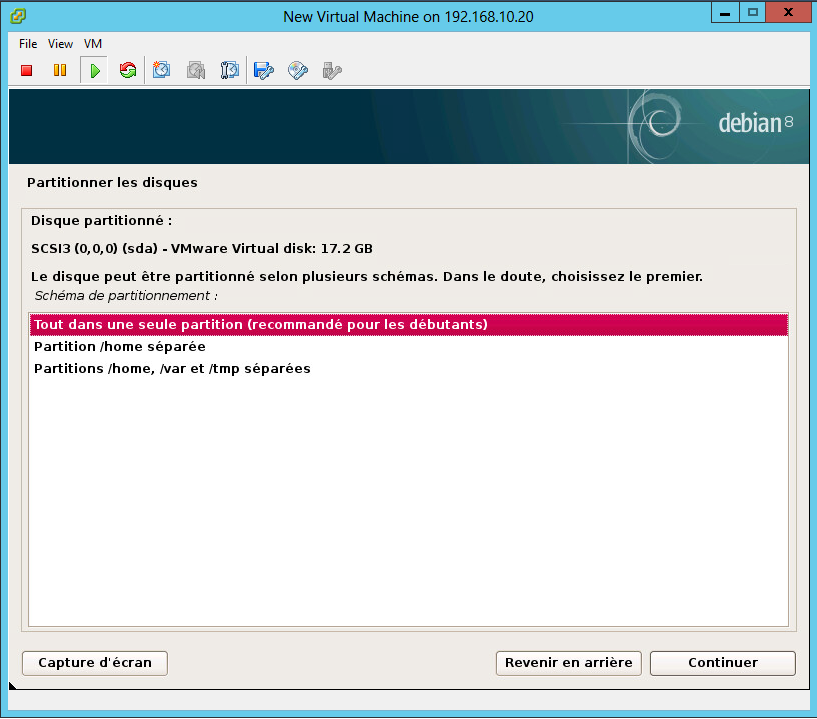 New Virtual Machine on 192.168.10.20
File View VM
debian 8
Partitionner les disques
Disque partitionné :
SCSI3 (0,0,0) (sda) - VMware Virtual disk: 17.2 GB
Le disque peut être partitionné selon plusieurs schémas. Dans le doute, choisissez le premier.
Schéma de partitionnement :
Tout dans une seule partition (recommandé pour les débutants)
Partition /home séparée
Partitions /home, /var et /tmp séparées
Capture d'écran Revenir en arrière Continuer